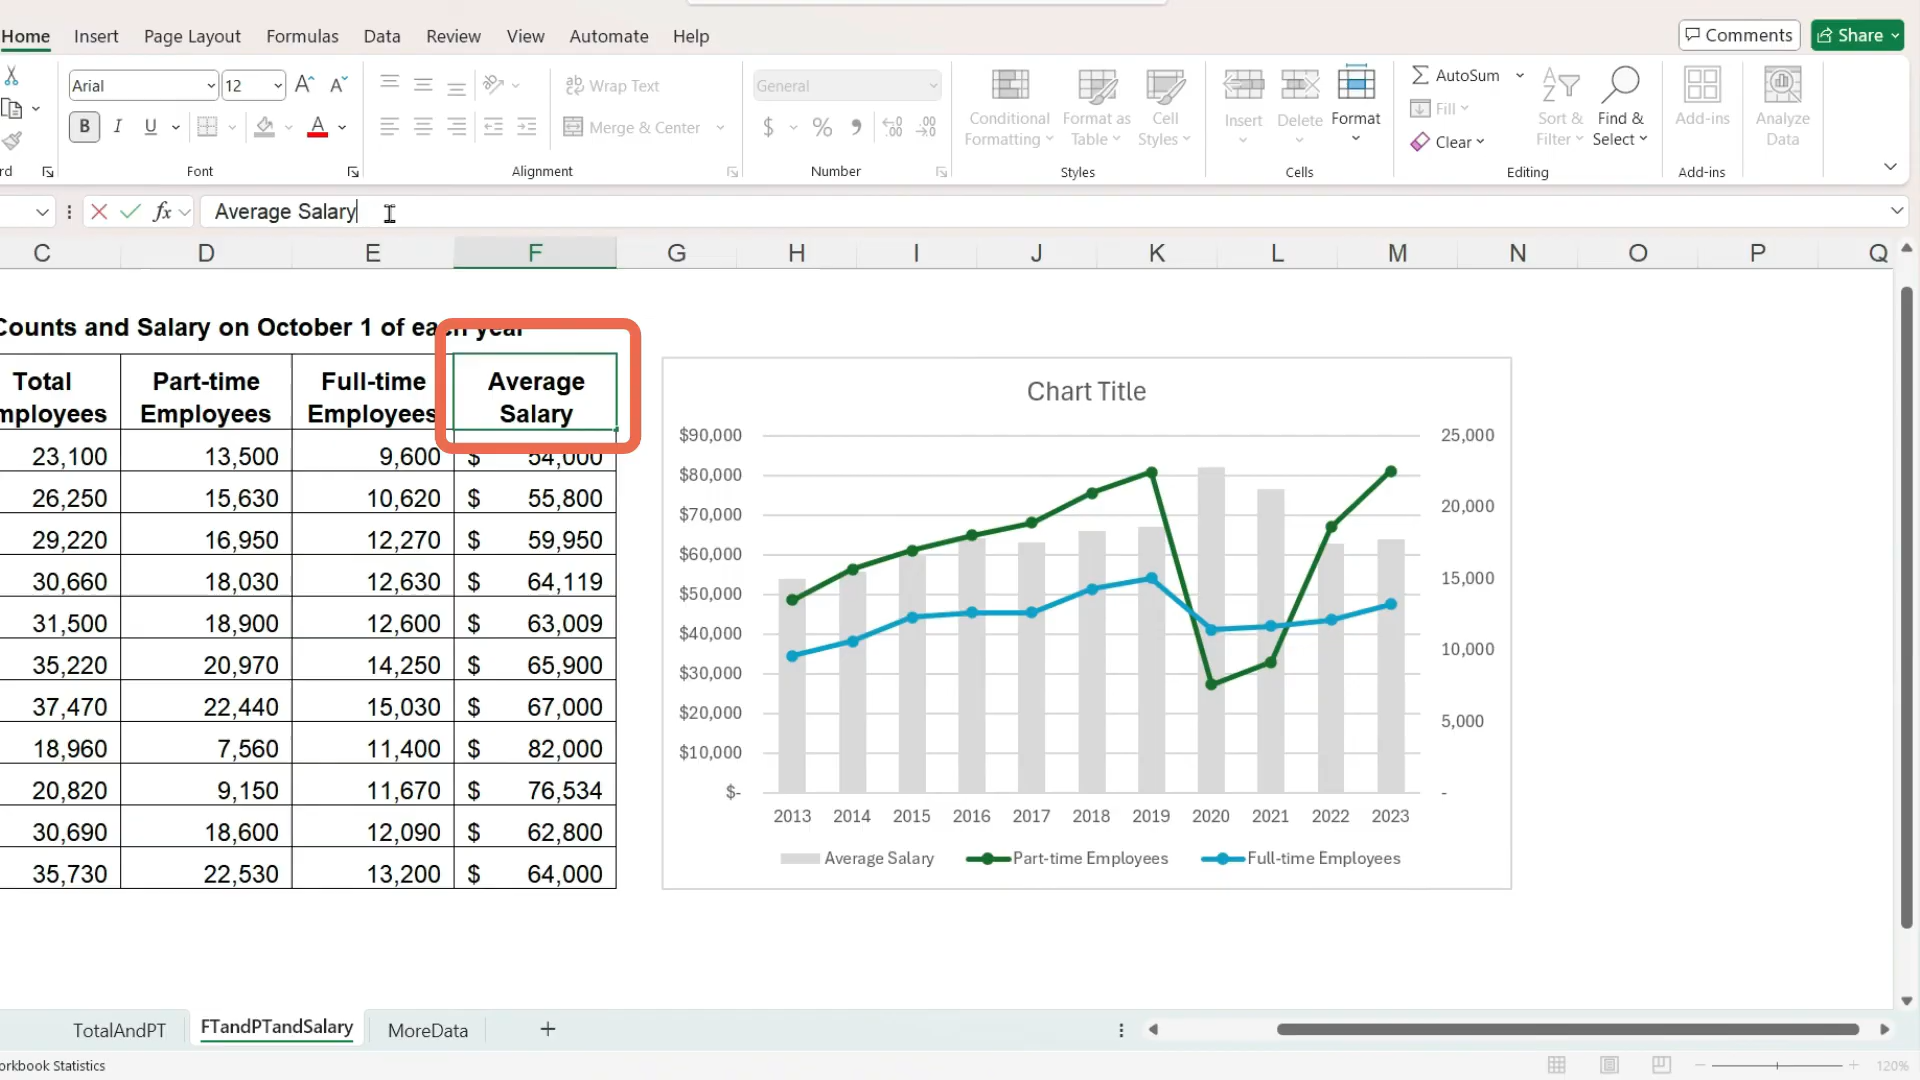 Home Insert Page Layout Formulas Data Review View Automate Help Comments Share
Arial 12 Wrap Text General AutoSum
B I U A Merge & Center $ % Conditional Formatting Format as Table Cell Styles Insert Delete Format Fill Clear Sort & Filter Find & Select Add-ins Analyze Data
rd Font Alignment Number Styles Cells Editing Add-ins
fx Average Salary
C D E F G H I J K L M N O P Q
Counts and Salary on October 1 of each year
Total mployees Part-time Employees Full-time Employees Average Salary
23,100 13,500 9,600 $ 54,000
26,250 15,630 10,620 $ 55,800
29,220 16,950 12,270 $ 59,950
30,660 18,030 12,630 $ 64,119
31,500 18,900 12,600 $ 63,009
35,220 20,970 14,250 $ 65,900
37,470 22,440 15,030 $ 67,000
18,960 7,560 11,400 $ 82,000
20,820 9,150 11,670 $ 76,534
30,690 18,600 12,090 $ 62,800
35,730 22,530 13,200 $ 64,000
Chart Title
$90,000 25,000
$80,000
$70,000 20,000
$60,000
$50,000 15,000
$40,000
$30,000 10,000
$20,000 5,000
$10,000
$- -
2013 2014 2015 2016 2017 2018 2019 2020 2021 2022 2023
Average Salary Part-time Employees Full-time Employees
TotalAndPT FTandPTandSalary MoreData +
orkbook Statistics 120%